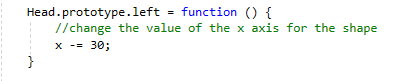 Head.prototype.left = function () {
    //change the value of the x axis for the shape
    x -= 30;
}